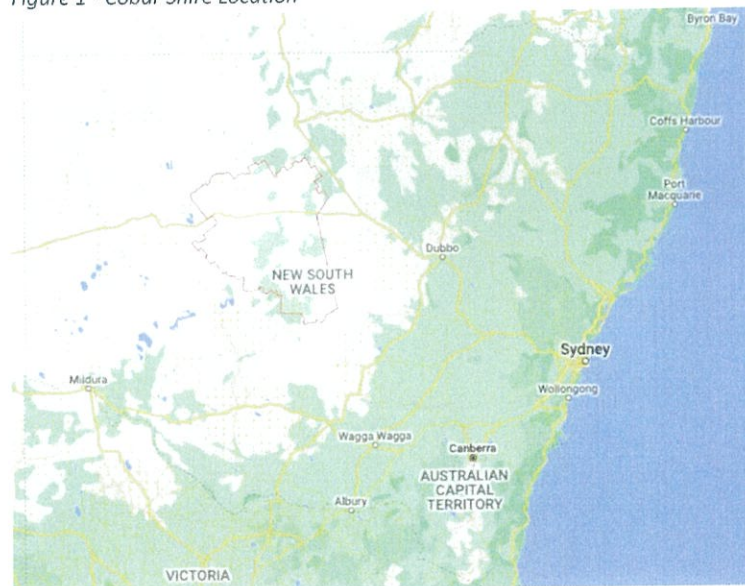 Figure 1 - Cobar Shire Location
Byron Bay
Coffs Harbour
Port
Macquarie
Dubbo
NEW SOUTH
WALES
Sydney
Mildura
Wollongong
Wagga Wagga
Canberra
AUSTRALIAN
CAPITAL
TERRITORY
Albury
VICTORIA